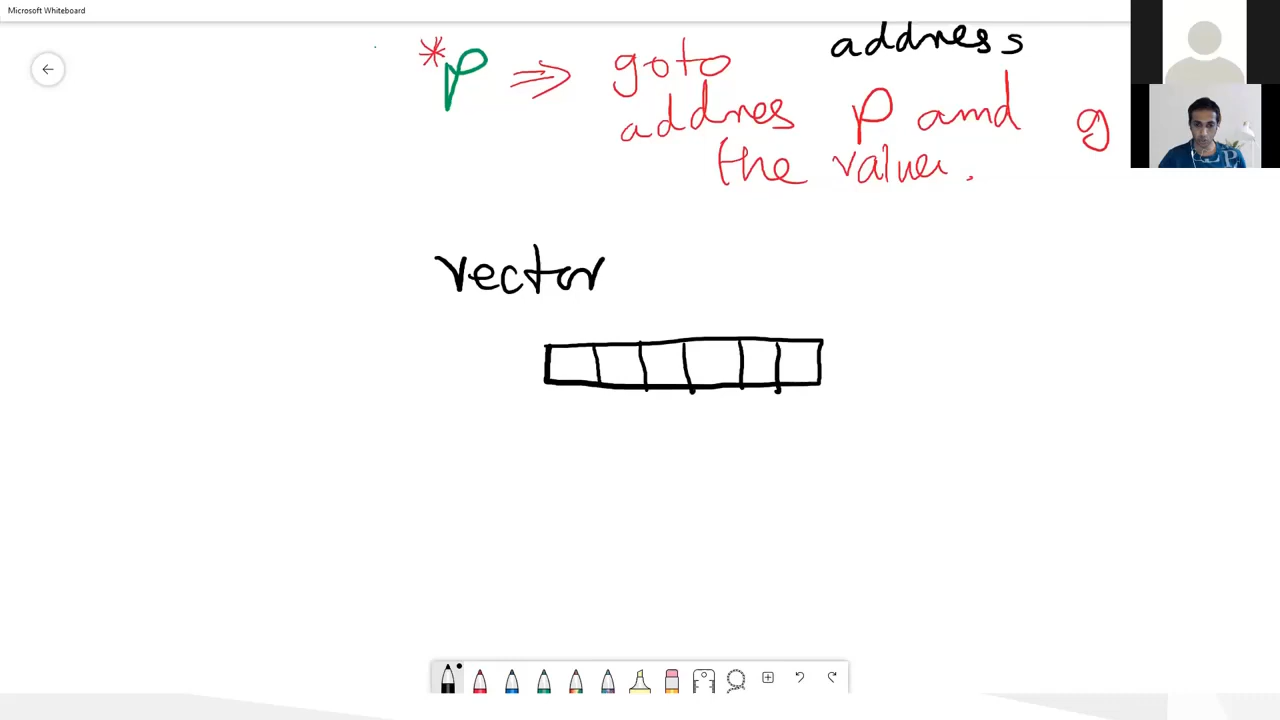 Microsoft Whiteboard
address
*p ⇒ goto
address p and g
the value.
vector